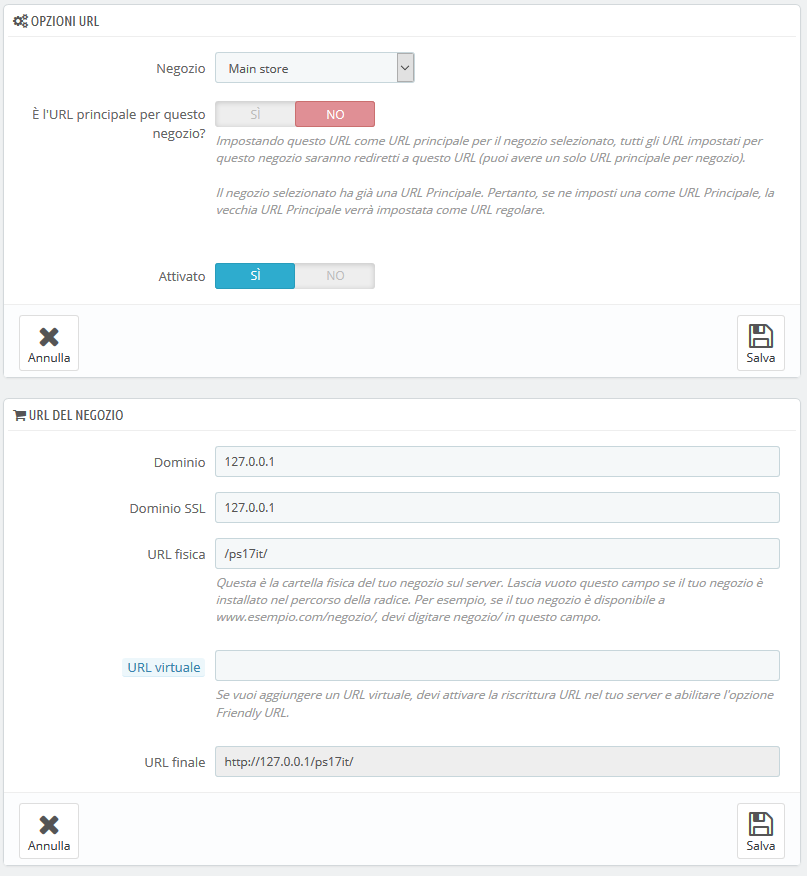 OPZIONI URL
Negozio
Main store
È l'URL principale per questo
negozio?
SÌ
NO
Impostando questo URL come URL principale per il negozio selezionato, tutti gli URL impostati per
questo negozio saranno rediretti a questo URL (puoi avere un solo URL principale per negozio).
Il negozio selezionato ha già una URL Principale. Pertanto, se ne imposti una come URL Principale, la
vecchia URL Principale verrà impostata come URL regolare.
Attivato
SÌ
NO
Annulla
Salva
URL DEL NEGOZIO
Dominio
127.0.0.1
Dominio SSL
127.0.0.1
URL fisica
/ps17it/
Questa è la cartella fisica del tuo negozio sul server. Lascia vuoto questo campo se il tuo negozio è
installato nel percorso della radice. Per esempio, se il tuo negozio è disponibile a
www.esempio.com/negozio/, devi digitare negozio/ in questo campo.
URL virtuale
Se vuoi aggiungere un URL virtuale, devi attivare la riscrittura URL nel tuo server e abilitare l'opzione
Friendly URL.
URL finale
http://127.0.0.1/ps17it/
Annulla
Salva